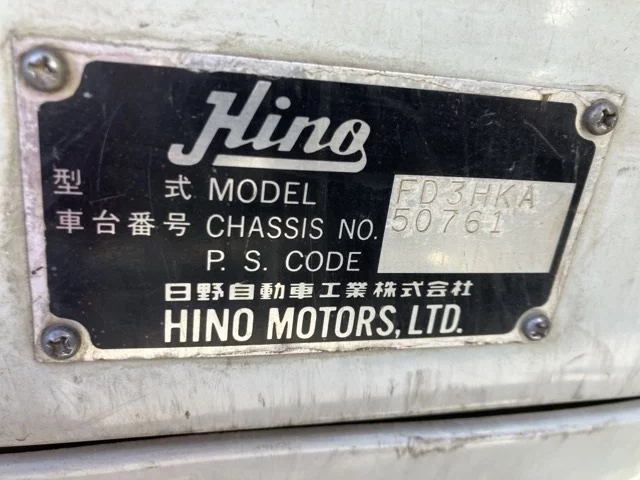 Hino
型式 MODEL FD3HKA
車台番号 CHASSIS NO. 50761
P. S. CODE
日野自動車工業株式会社
HINO MOTORS, LTD.